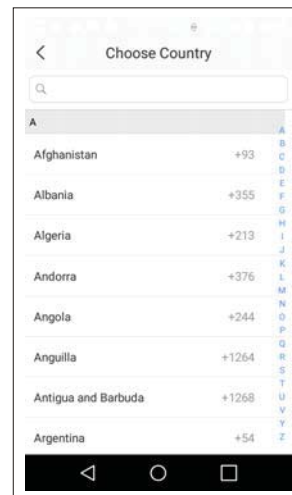 Choose Country
A
Afghanistan +93
Albania +355
Algeria +213
Andorra +376
Angola +244
Anguilla +1264
Antigua and Barbuda +1268
Argentina +54
A
B
C
D
E
F
G
H
I
J
K
L
M
N
O
P
Q
R
S
T
U
V
Y
Z